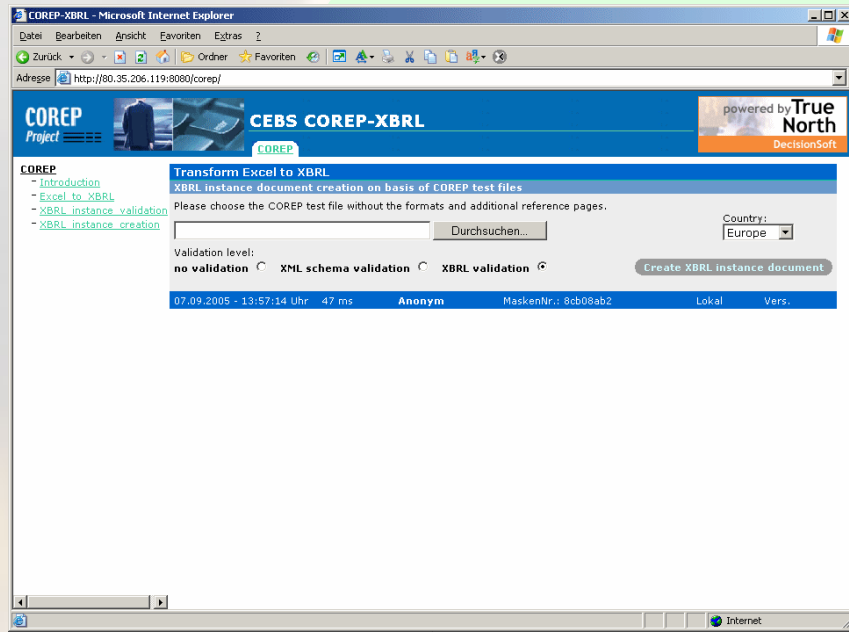 COREP-XBRL - Microsoft Internet Explorer
Datei Bearbeiten Ansicht Favoriten Extras ?
Zurück Ordner Favoriten
Adresse http://80.35.206.119:8080/corep/
COREP
Project
CEBS COREP-XBRL
COREP
powered by True
North
DecisionSoft
COREP
- Introduction
- Excel to XBRL
- XBRL instance validation
- XBRL instance creation
Transform Excel to XBRL
XBRL instance document creation on basis of COREP test files
Please choose the COREP test file without the formats and additional reference pages.
Durchsuchen...
Country:
Europe
Validation level:
no validation XML schema validation XBRL validation
Create XBRL instance document
07.09.2005 - 13:57:14 Uhr 47 ms Anonym MaskenNr.: 8cb08ab2 Lokal Vers.
Internet